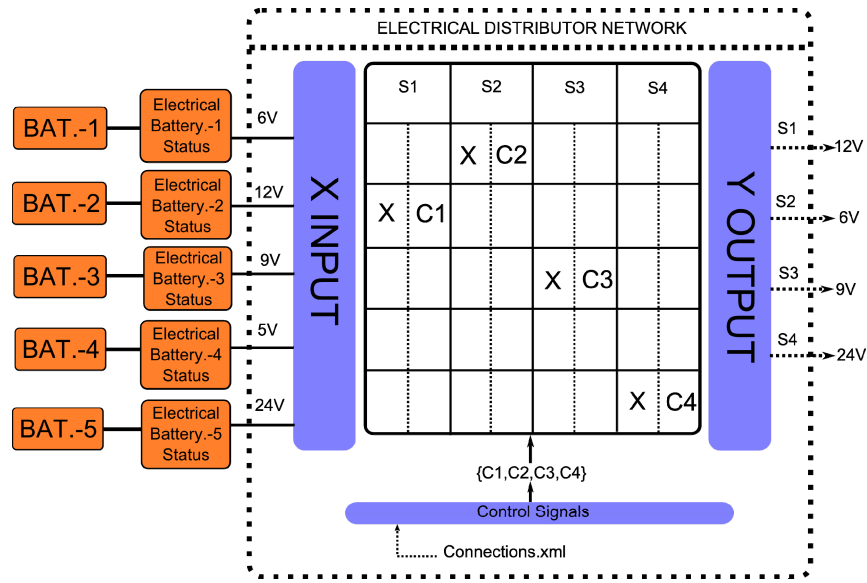 ELECTRICAL DISTRIBUTOR NETWORK
BAT.-1
Electrical
Battery.-1
Status
6V
BAT.-2
Electrical
Battery.-2
Status
12V
BAT.-3
Electrical
Battery.-3
Status
9V
BAT.-4
Electrical
Battery.-4
Status
5V
BAT.-5
Electrical
Battery.-5
Status
24V
X INPUT
S1 S2 S3 S4
X C2
X C1
X C3
X C4
Y OUTPUT
S1
12V
S2
6V
S3
9V
S4
24V
{C1,C2,C3,C4}
Control Signals
Connections.xml